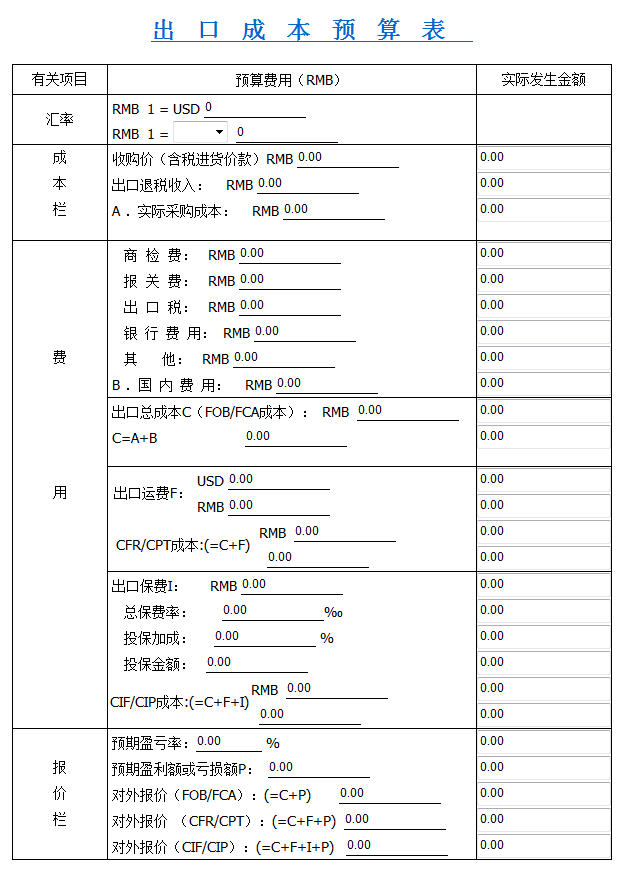 出 口 成 本 预 算 表
有关项目 预算费用（RMB） 实际发生金额
汇率 RMB 1 = USD 0
RMB 1 = 0
成本栏 收购价（含税进货价款）RMB 0.00 0.00
出口退税收入： RMB 0.00 0.00
A．实际采购成本： RMB 0.00 0.00
费用 商 检 费： RMB 0.00 0.00
报 关 费： RMB 0.00 0.00
出 口 税： RMB 0.00 0.00
银 行 费 用： RMB 0.00 0.00
其 他： RMB 0.00 0.00
B．国 内 费 用： RMB 0.00 0.00
出口总成本C（FOB/FCA成本）： RMB 0.00 0.00
C=A+B 0.00 0.00
出口运费F： USD 0.00 0.00
RMB 0.00 0.00
CFR/CPT成本:(=C+F) RMB 0.00 0.00
0.00 0.00
出口保费I： RMB 0.00 0.00
总保费率： 0.00 ‰ 0.00
投保加成： 0.00 % 0.00
投保金额： 0.00 0.00
CIF/CIP成本:(=C+F+I) RMB 0.00 0.00
0.00 0.00
报价栏 预期盈亏率： 0.00 % 0.00
预期盈利额或亏损额P： 0.00 0.00
对外报价（FOB/FCA）：(=C+P) 0.00 0.00
对外报价 （CFR/CPT）：(=C+F+P) 0.00 0.00
对外报价（CIF/CIP）：(=C+F+I+P) 0.00 0.00